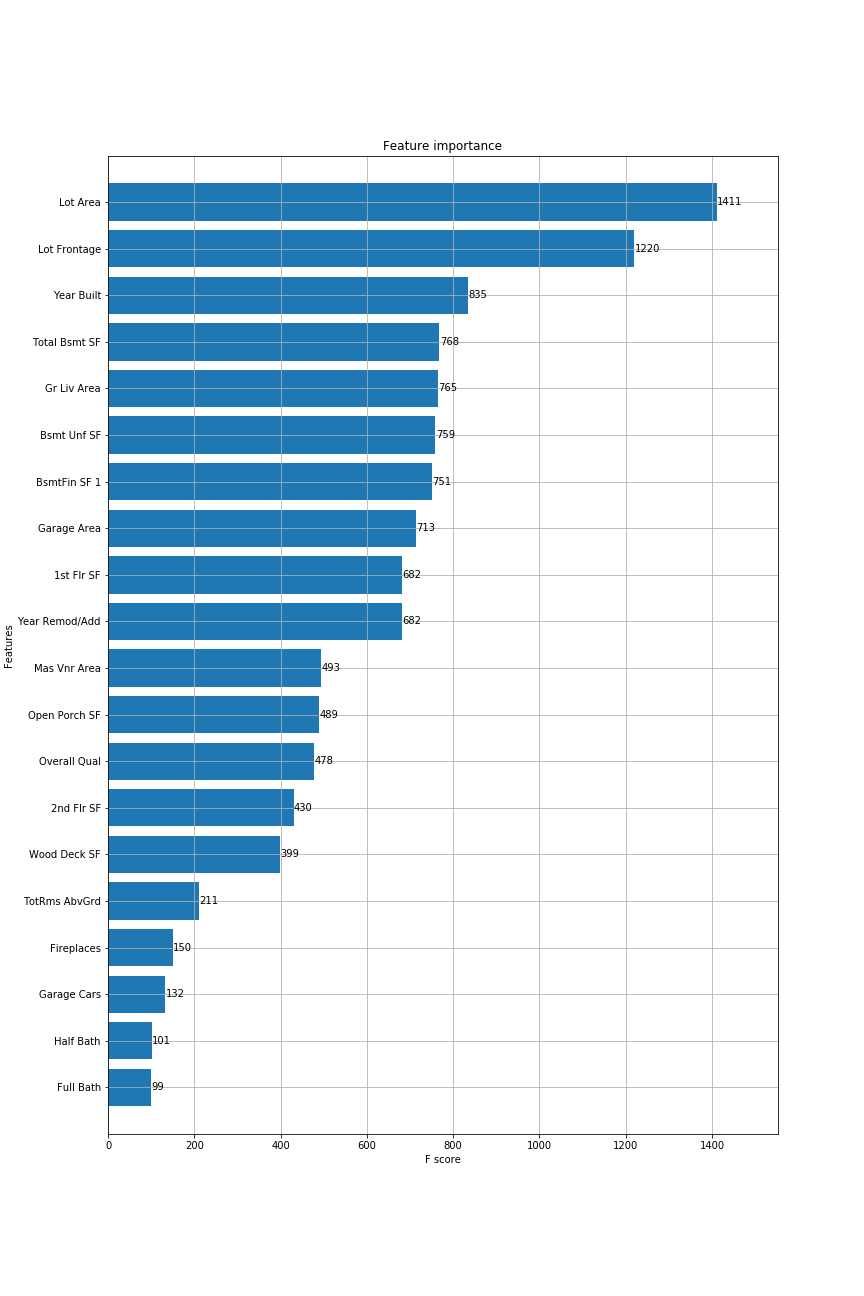 Feature importance
Lot Area 1411
Lot Frontage 1220
Year Built 835
Total Bsmt SF 768
Gr Liv Area 765
Bsmt Unf SF 759
BsmtFin SF 1 751
Garage Area 713
1st Flr SF 682
Year Remod/Add 682
Features
Mas Vnr Area 493
Open Porch SF 489
Overall Qual 478
2nd Flr SF 430
Wood Deck SF 399
TotRms AbvGrd 211
Fireplaces 150
Garage Cars 132
Half Bath 101
Full Bath 99
0 200 400 600 800 1000 1200 1400
F score